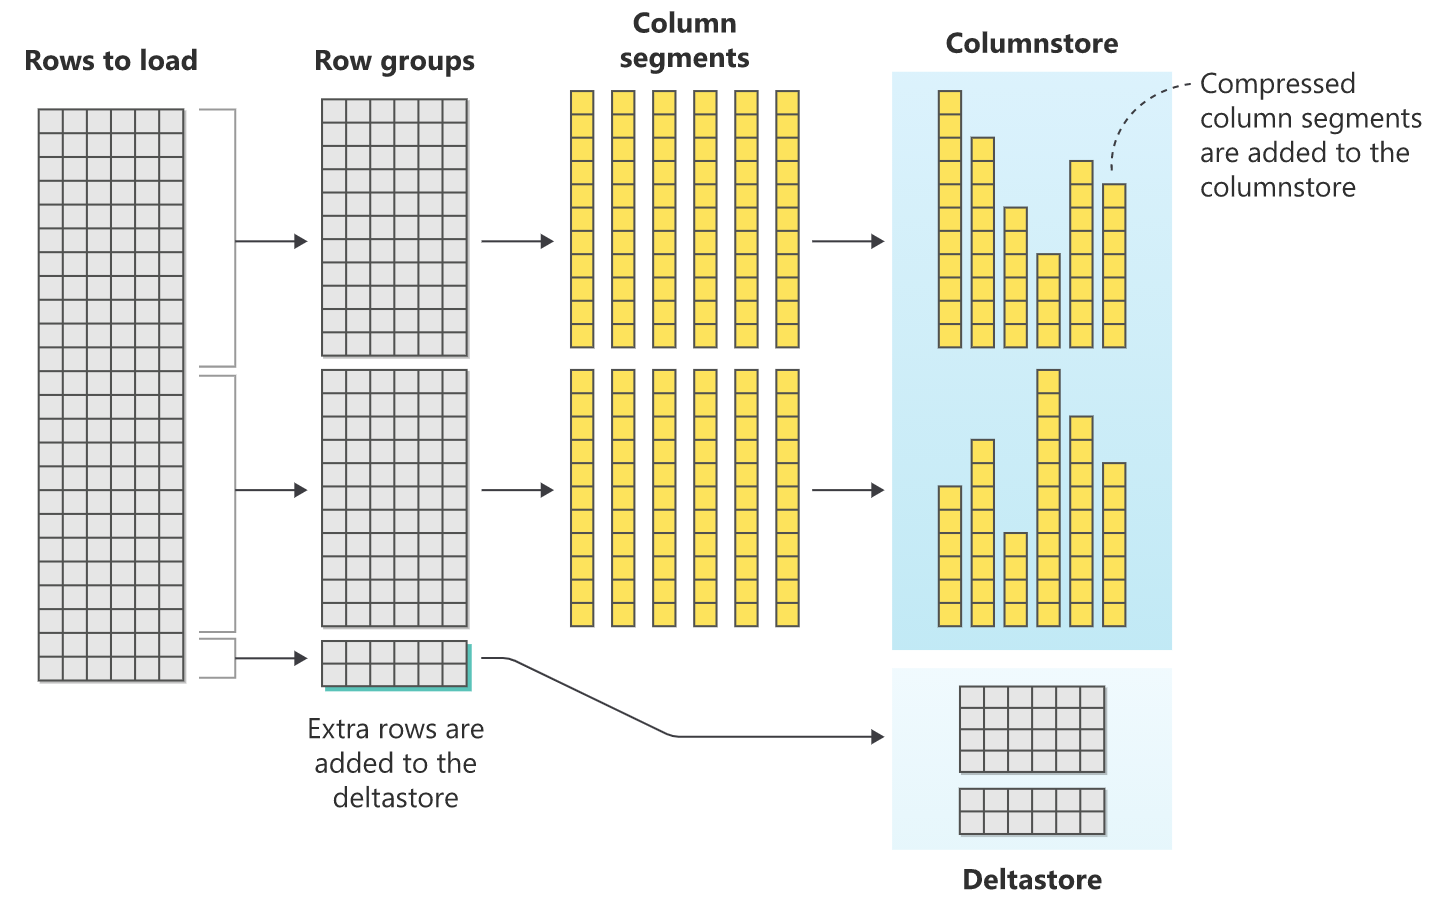 Rows to load
Row groups
Column
segments
Columnstore
Compressed
column segments
are added to the
columnstore
Extra rows are
added to the
deltastore
Deltastore